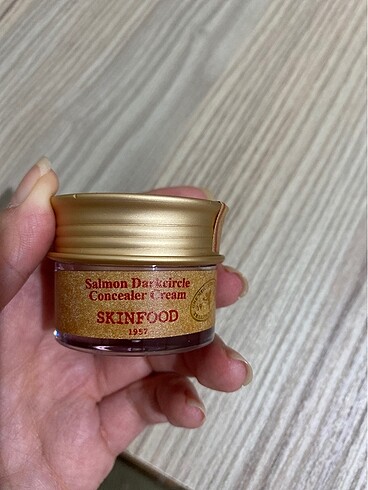 Salmon Darkcircle
Concealer Cream
SKINFOOD
1957